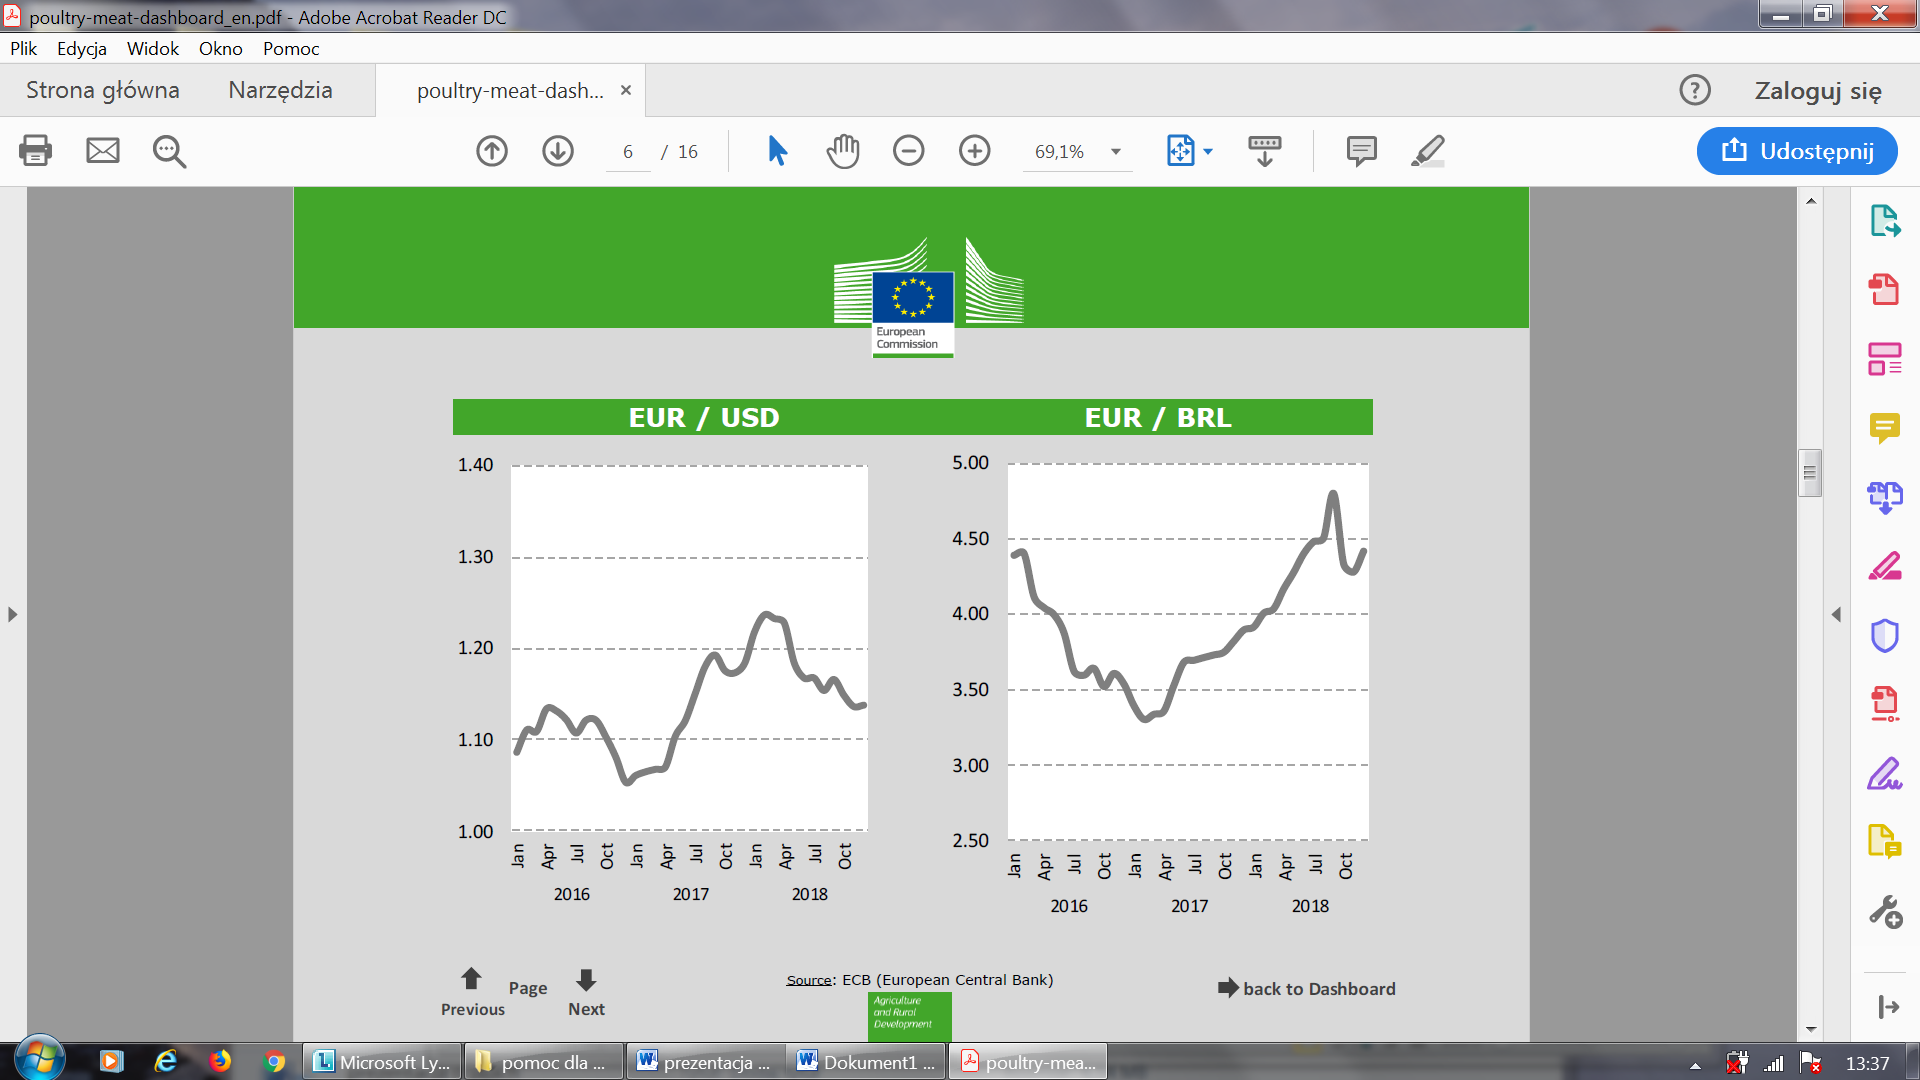 poultry-meat-dashboard_en.pdf - Adobe Acrobat Reader DC
Plik Edycja Widok Okno Pomoc
Strona główna Narzędzia poultry-meat-dash... × ? Zaloguj się
6 / 16 69,1% Udostępnij
European
Commission
EUR / USD EUR / BRL
1.40
1.30
1.20
1.10
1.00
Jan Apr Jul Oct Jan Apr Jul Oct Jan Apr Jul Oct
2016 2017 2018
5.00
4.50
4.00
3.50
3.00
2.50
Jan Apr Jul Oct Jan Apr Jul Oct Jan Apr Jul Oct
2016 2017 2018
Previous Page Next
Source: ECB (European Central Bank)
back to Dashboard
Agriculture
and Rural
Development
Microsoft Ly... pomoc dla ... prezentacja ... Dokument1 ... poultry-mea... 13:37